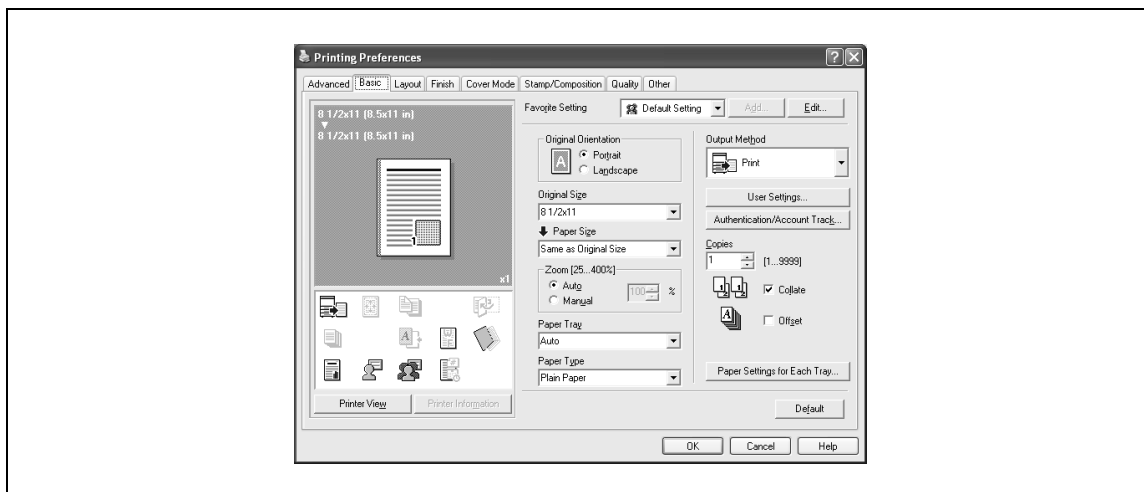 Printing Preferences
Advanced Basic Layout Finish Cover Mode Stamp/Composition Quality Other
8 1/2x11 (8.5x11 in)
8 1/2x11 (8.5x11 in)
1
x1
Printer View Printer Information
Favorite Setting Default Setting Add... Edit...
Original Orientation
A
Portrait
Landscape
Original Size
8 1/2x11
Paper Size
Same as Original Size
Zoom [25...400%]
Auto
Manual
100 %
Paper Tray
Auto
Paper Type
Plain Paper
Output Method
Print
User Settings...
Authentication/Account Track...
Copies
1 [1...9999]
Collate
Offset
Paper Settings for Each Tray...
Default
OK Cancel Help